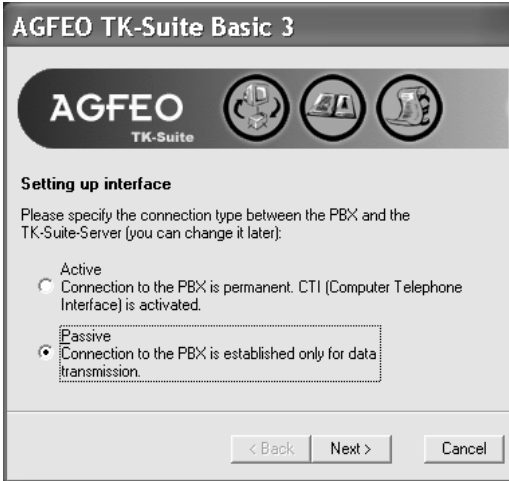 AGFEO TK-Suite Basic 3
AGFEO
TK-Suite
Setting up interface
Please specify the connection type between the PBX and the
TK-Suite-Server (you can change it later):
Active
Connection to the PBX is permanent. CTI (Computer Telephone
Interface) is activated.
Passive
Connection to the PBX is established only for data
transmission.
< Back Next > Cancel